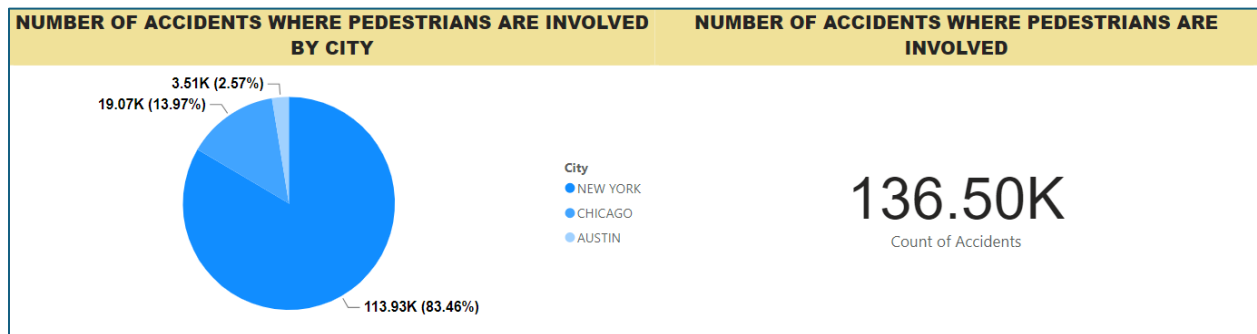 NUMBER OF ACCIDENTS WHERE PEDESTRIANS ARE INVOLVED
BY CITY
3.51K (2.57%)
19.07K (13.97%)
113.93K (83.46%)
City
NEW YORK
CHICAGO
AUSTIN
NUMBER OF ACCIDENTS WHERE PEDESTRIANS ARE
INVOLVED
136.50K
Count of Accidents